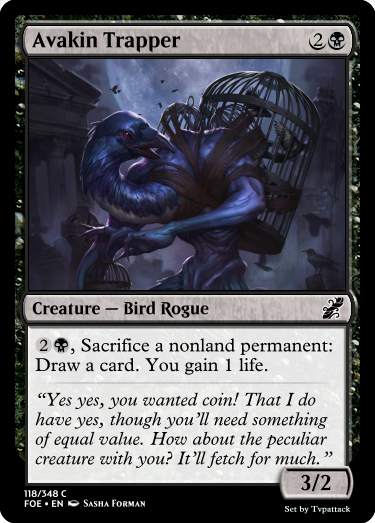 Avakin Trapper 2
Creature — Bird Rogue
2, Sacrifice a nonland permanent:
Draw a card. You gain 1 life.
“Yes yes, you wanted coin! That I do
have yes, though you’ll need something
of equal value. How about the peculiar
creature with you? It’ll fetch for much.”
3/2
118/348 C
FOE • EN Sasha Forman
Set by Tvpattack